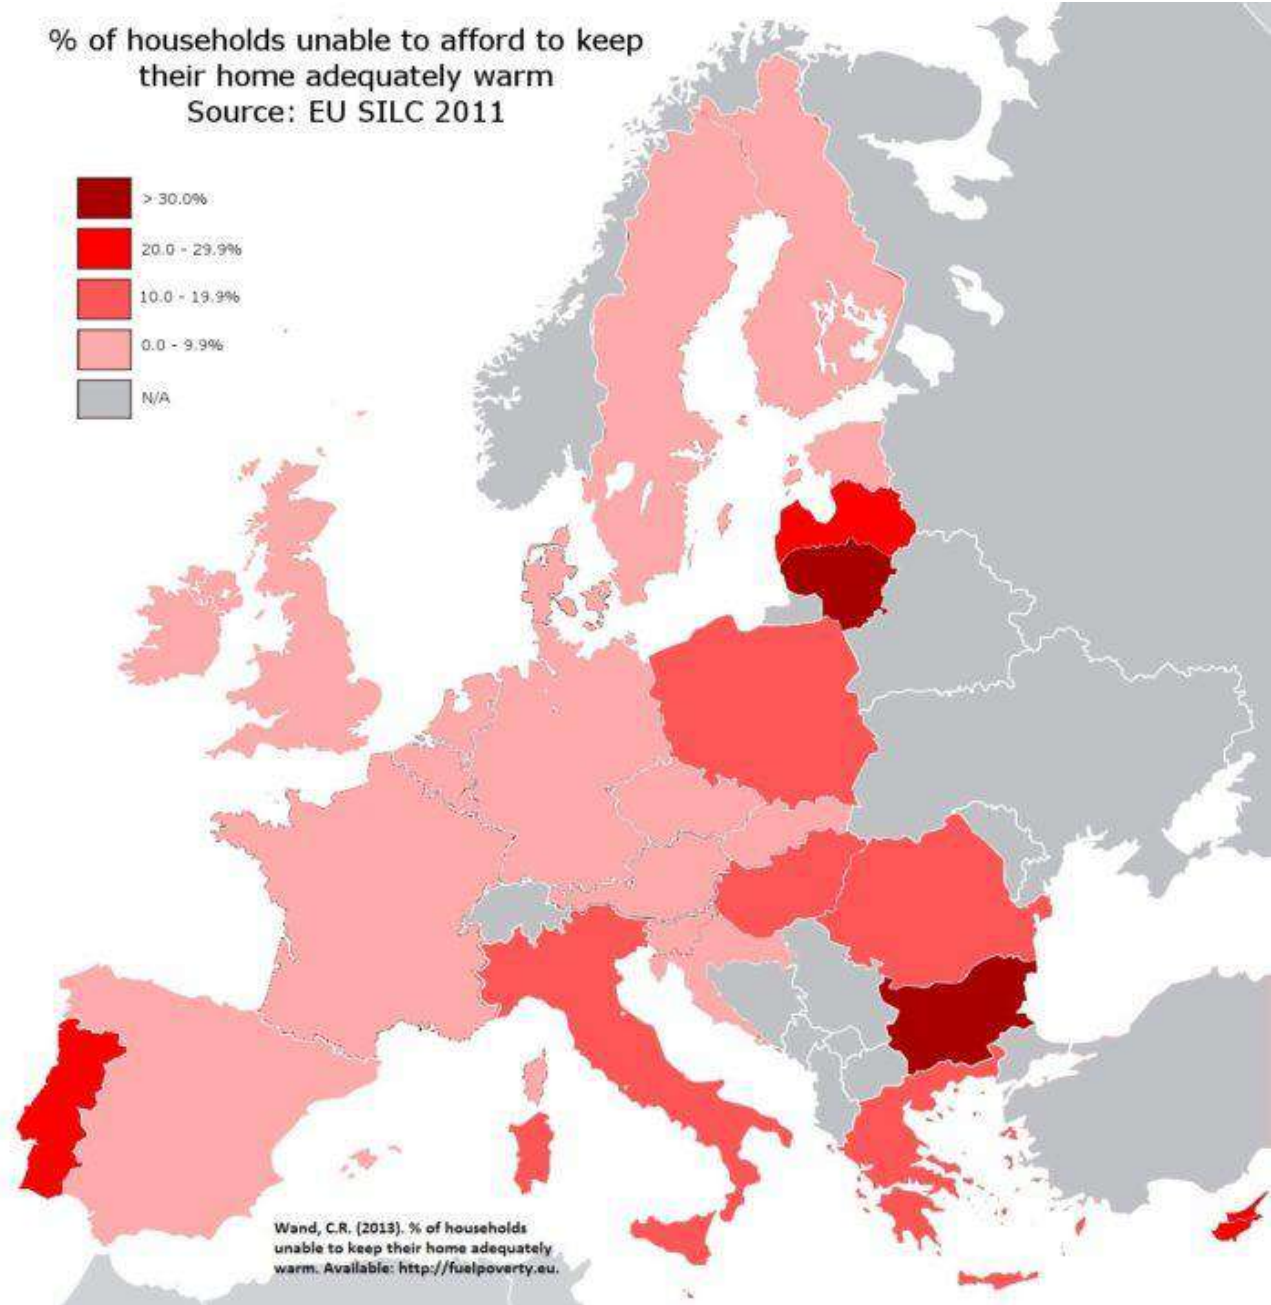 % of households unable to afford to keep
their home adequately warm
Source: EU SILC 2011
> 30.0%
20.0 - 29.9%
10.0 - 19.9%
0.0 - 9.9%
N/A
Wand, C.R. (2013). % of households
unable to keep their home adequately
warm. Available: http://fuelpoverty.eu.